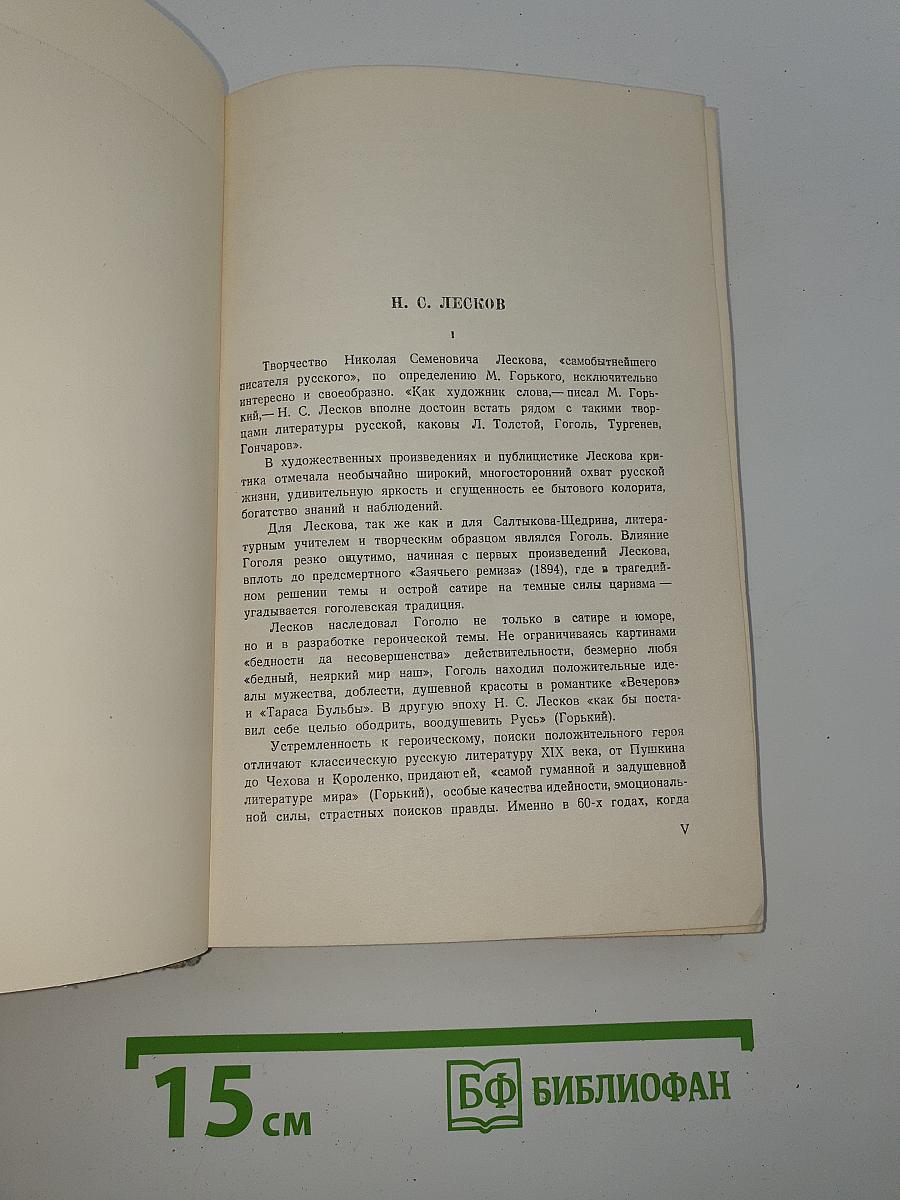 Н. С. ЛЕСКОВ
1
Творчество Николая Семеновича Лескова, «самобытнейшего
писателя русского», по определению М. Горького, исключительно
интересно и своеобразно. «Как художник слова,— писал М. Горь-
кий,— Н. С. Лесков вполне достоин встать рядом с такими твор-
цами литературы русской, каковы Л. Толстой, Гоголь, Тургенев,
Гончаров».
В художественных произведениях и публицистике Лескова кри-
тика отмечала необычайно широкий, многосторонний охват русской
жизни, удивительную яркость и сгущенность ее бытового колорита,
богатство знаний и наблюдений.
Для Лескова, так же как и для Салтыкова-Щедрина, литера-
турным учителем и творческим образцом являлся Гоголь. Влияние
Гоголя резко ощутимо, начиная с первых произведений Лескова,
вплоть до предсмертного «Заячьего ремиза» (1894), где в трагедий-
ном решении темы и острой сатире на темные силы царизма —
угадывается гоголевская традиция.
Лесков наследовал Гоголю не только в сатире и юморе,
но и в разработке героической темы. Не ограничиваясь картинами
«бедности да несовершенства» действительности, безмерно любя
«бедный, неяркий мир наш», Гоголь находил положительные иде-
алы мужества, доблести, душевной красоты в романтике «Вечеров»
и «Тараса Бульбы». В другую эпоху Н. С. Лесков «как бы поста-
вил себе целью ободрить, воодушевить Русь» (Горький).
Устремленность к героическому, поиски положительного героя
отличают классическую русскую литературу XIX века, от Пушкина
до Чехова и Короленко, придают ей, «самой гуманной и задушевной
литературе мира» (Горький), особые качества идейности, эмоциональ-
ной силы, страстных поисков правды. Именно в 60-х годах, когда
V
15 см
БФ БИБЛИОФАН